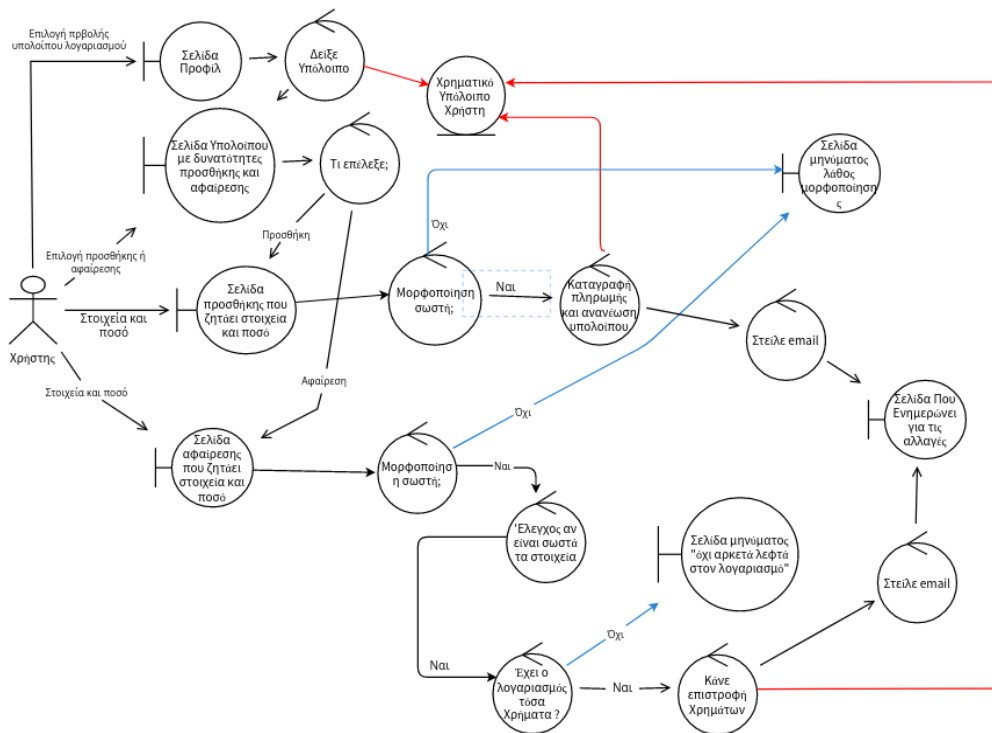 Επιλογή πρβολής
υπολοίπου λογαριασμού
Σελίδα
Προφίλ
Δείξε
Υπόλοιπο
Χρηματικό
Υπόλοιπο
Χρήστη
Σελίδα Υπολοίπου
με δυνατότητες
προσθήκης και
αφαίρεσης
Τι επέλεξε;
Σελίδα
μηνύματος
λάθος
μορφοποίηση
ς
Προσθήκη
Όχι
Επιλογή προσθήκης ή
αφαίρεσης
Σελίδα
προσθήκης που
ζητάει στοιχεία
και ποσό
Μορφοποίηση
σωστή;
Ναι
Καταγραφή
πληρωμής
και ανανέωση
υπολοίπου.
Στοιχεία και
ποσό
Χρήστης
Στείλε email
Αφαίρεση
Στοιχεία και ποσό
Όχι
Σελίδα Που
Ενημερώνει
για τις
αλλαγές
Σελίδα
αφαίρεσης
που ζητάει
στοιχεία και
ποσό
Μορφοποίησ
η σωστή;
Ναι
'Ελεγχος αν
είναι σωστά
τα στοιχεία
Σελίδα μηνύματος
"όχι αρκετά λεφτά
στον λογαριασμό"
Στείλε email
Όχι
Ναι
Έχει ο
λογαριασμός
τόσα
Χρήματα ?
Ναι
Κάνε
επιστροφή
Χρημάτων